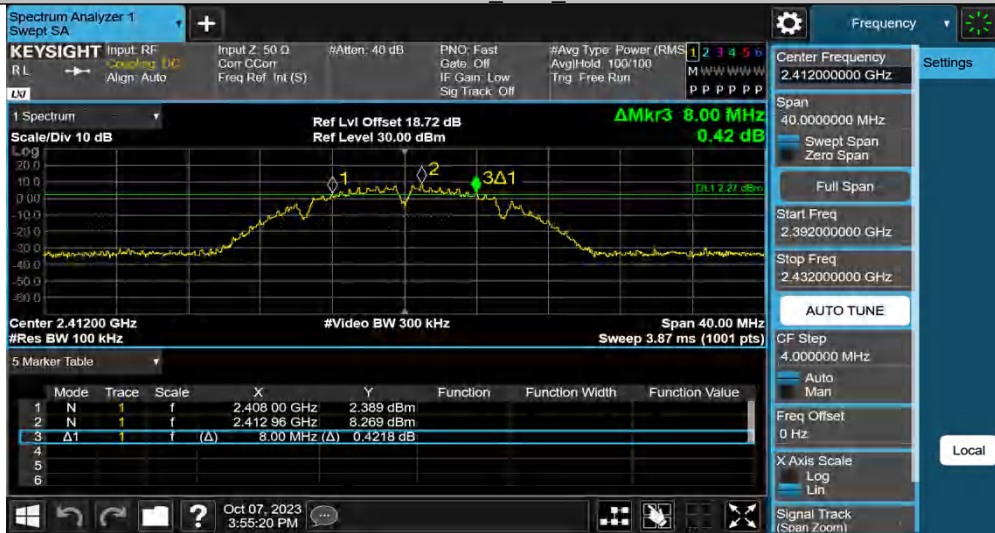 Spectrum Analyzer 1
Swept SA
Frequency
KEYSIGHT
RL
LXI
Input: RF
Coupling: DC
Align: Auto
Input Z: 50 Ω
Corr CCorr
Freq Ref: Int (S)
#Atten: 40 dB
PNO: Fast
Gate: Off
IF Gain: Low
Sig Track: Off
#Avg Type: Power (RMS
Avg|Hold: 100/100
Trig: Free Run
1 2 3 4 5 6
M W W W W W
P P P P P P
Center Frequency
2.412000000 GHz
Settings
Span
40.0000000 MHz
Swept Span
Zero Span
Full Span
Start Freq
2.392000000 GHz
Stop Freq
2.432000000 GHz
AUTO TUNE
CF Step
4.000000 MHz
Auto
Man
Freq Offset
0 Hz
X Axis Scale
Log
Lin
Signal Track
(Span Zoom)
Local
1 Spectrum
Scale/Div 10 dB
Ref Lvl Offset 18.72 dB
Ref Level 30.00 dBm
ΔMkr3 8.00 MHz
0.42 dB
Log
20.0
10.0
0.00
-10.0
-20.0
-30.0
-40.0
-50.0
-60.0
1
2
3Δ1
DL1 2.27 dBm
Center 2.41200 GHz
#Video BW 300 kHz
Span 40.00 MHz
#Res BW 100 kHz
Sweep 3.87 ms (1001 pts)
5 Marker Table
Mode Trace Scale X Y Function Function Width Function Value
1 N 1 f 2.408 00 GHz 2.389 dBm
2 N 1 f 2.412 96 GHz 8.269 dBm
3 Δ1 1 f (Δ) 8.00 MHz (Δ) 0.4218 dB
4
5
6
?
Oct 07, 2023
3:55:20 PM